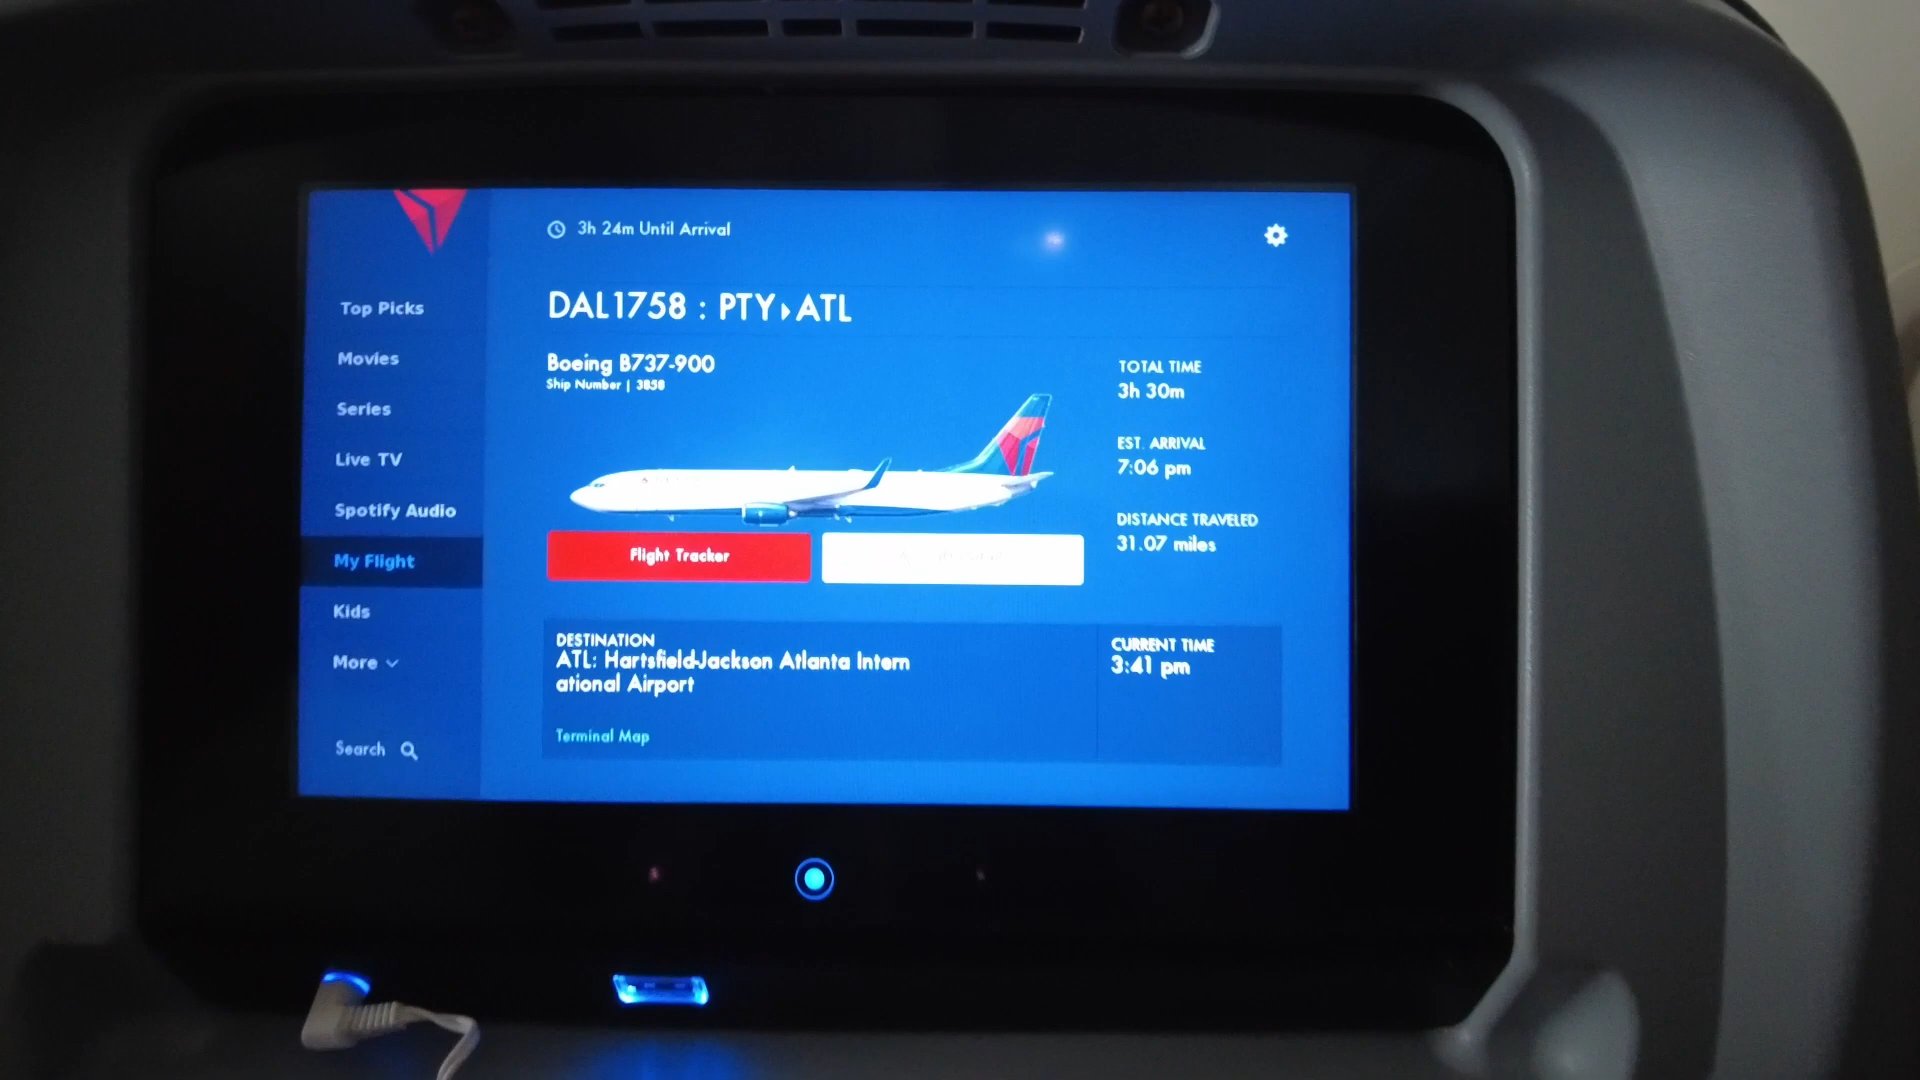 3h 24m Until Arrival
DAL1758 : PTY▸ATL
Top Picks
Movies
Series
Live TV
Spotify Audio
My Flight
Kids
More
Search
Boeing B737-900
Ship Number | 3858
TOTAL TIME
3h 30m
EST. ARRIVAL
7:06 pm
DISTANCE TRAVELED
31.07 miles
Flight Tracker
DESTINATION
ATL: Hartsfield-Jackson Atlanta Intern
ational Airport
Terminal Map
CURRENT TIME
3:41 pm